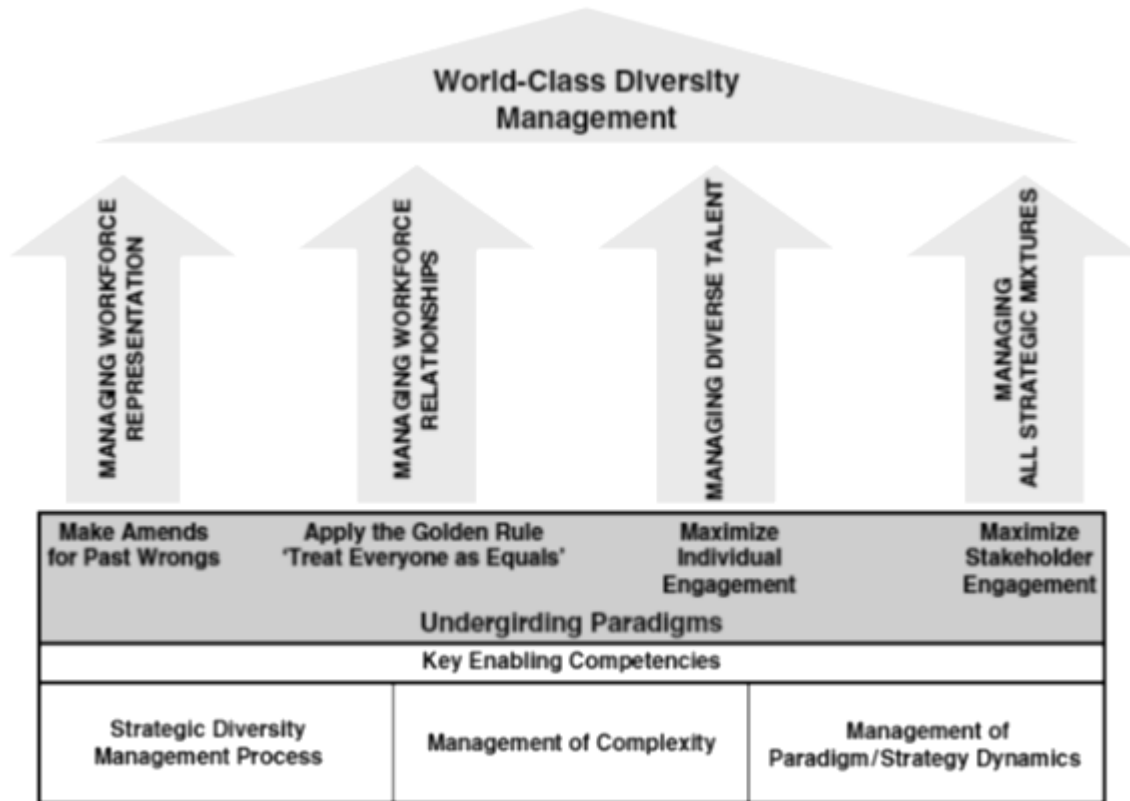 World-Class Diversity
Management
MANAGING WORKFORCE
REPRESENTATION
MANAGING WORKFORCE
RELATIONSHIPS
MANAGING DIVERSE TALENT
MANAGING
ALL STRATEGIC MIXTURES
Make Amends
for Past Wrongs
Apply the Golden Rule
‘Treat Everyone as Equals’
Maximize
Individual
Engagement
Maximize
Stakeholder
Engagement
Undergirding Paradigms
Key Enabling Competencies
Strategic Diversity
Management Process
Management of Complexity
Management of
Paradigm/Strategy Dynamics